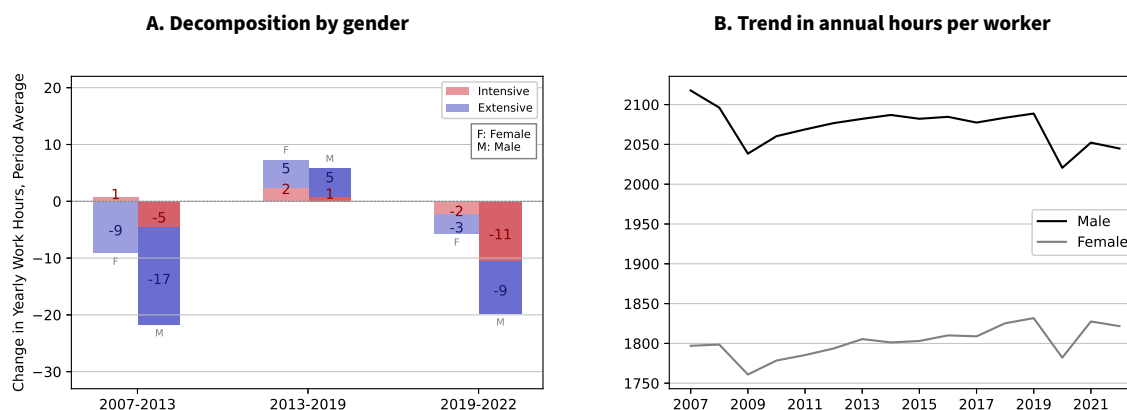 A. Decomposition by gender
Change in Yearly Work Hours, Period Average
20
10
0
−10
−20
−30
Intensive
Extensive
F: Female
M: Male
1
-9
F
-5
-17
M
F
5
2
M
5
1
-2
-3
F
-11
-9
M
2007-2013
2013-2019
2019-2022
B. Trend in annual hours per worker
2100
2050
2000
1950
1900
1850
1800
1750
Male
Female
2007
2009
2011
2013
2015
2017
2019
2021